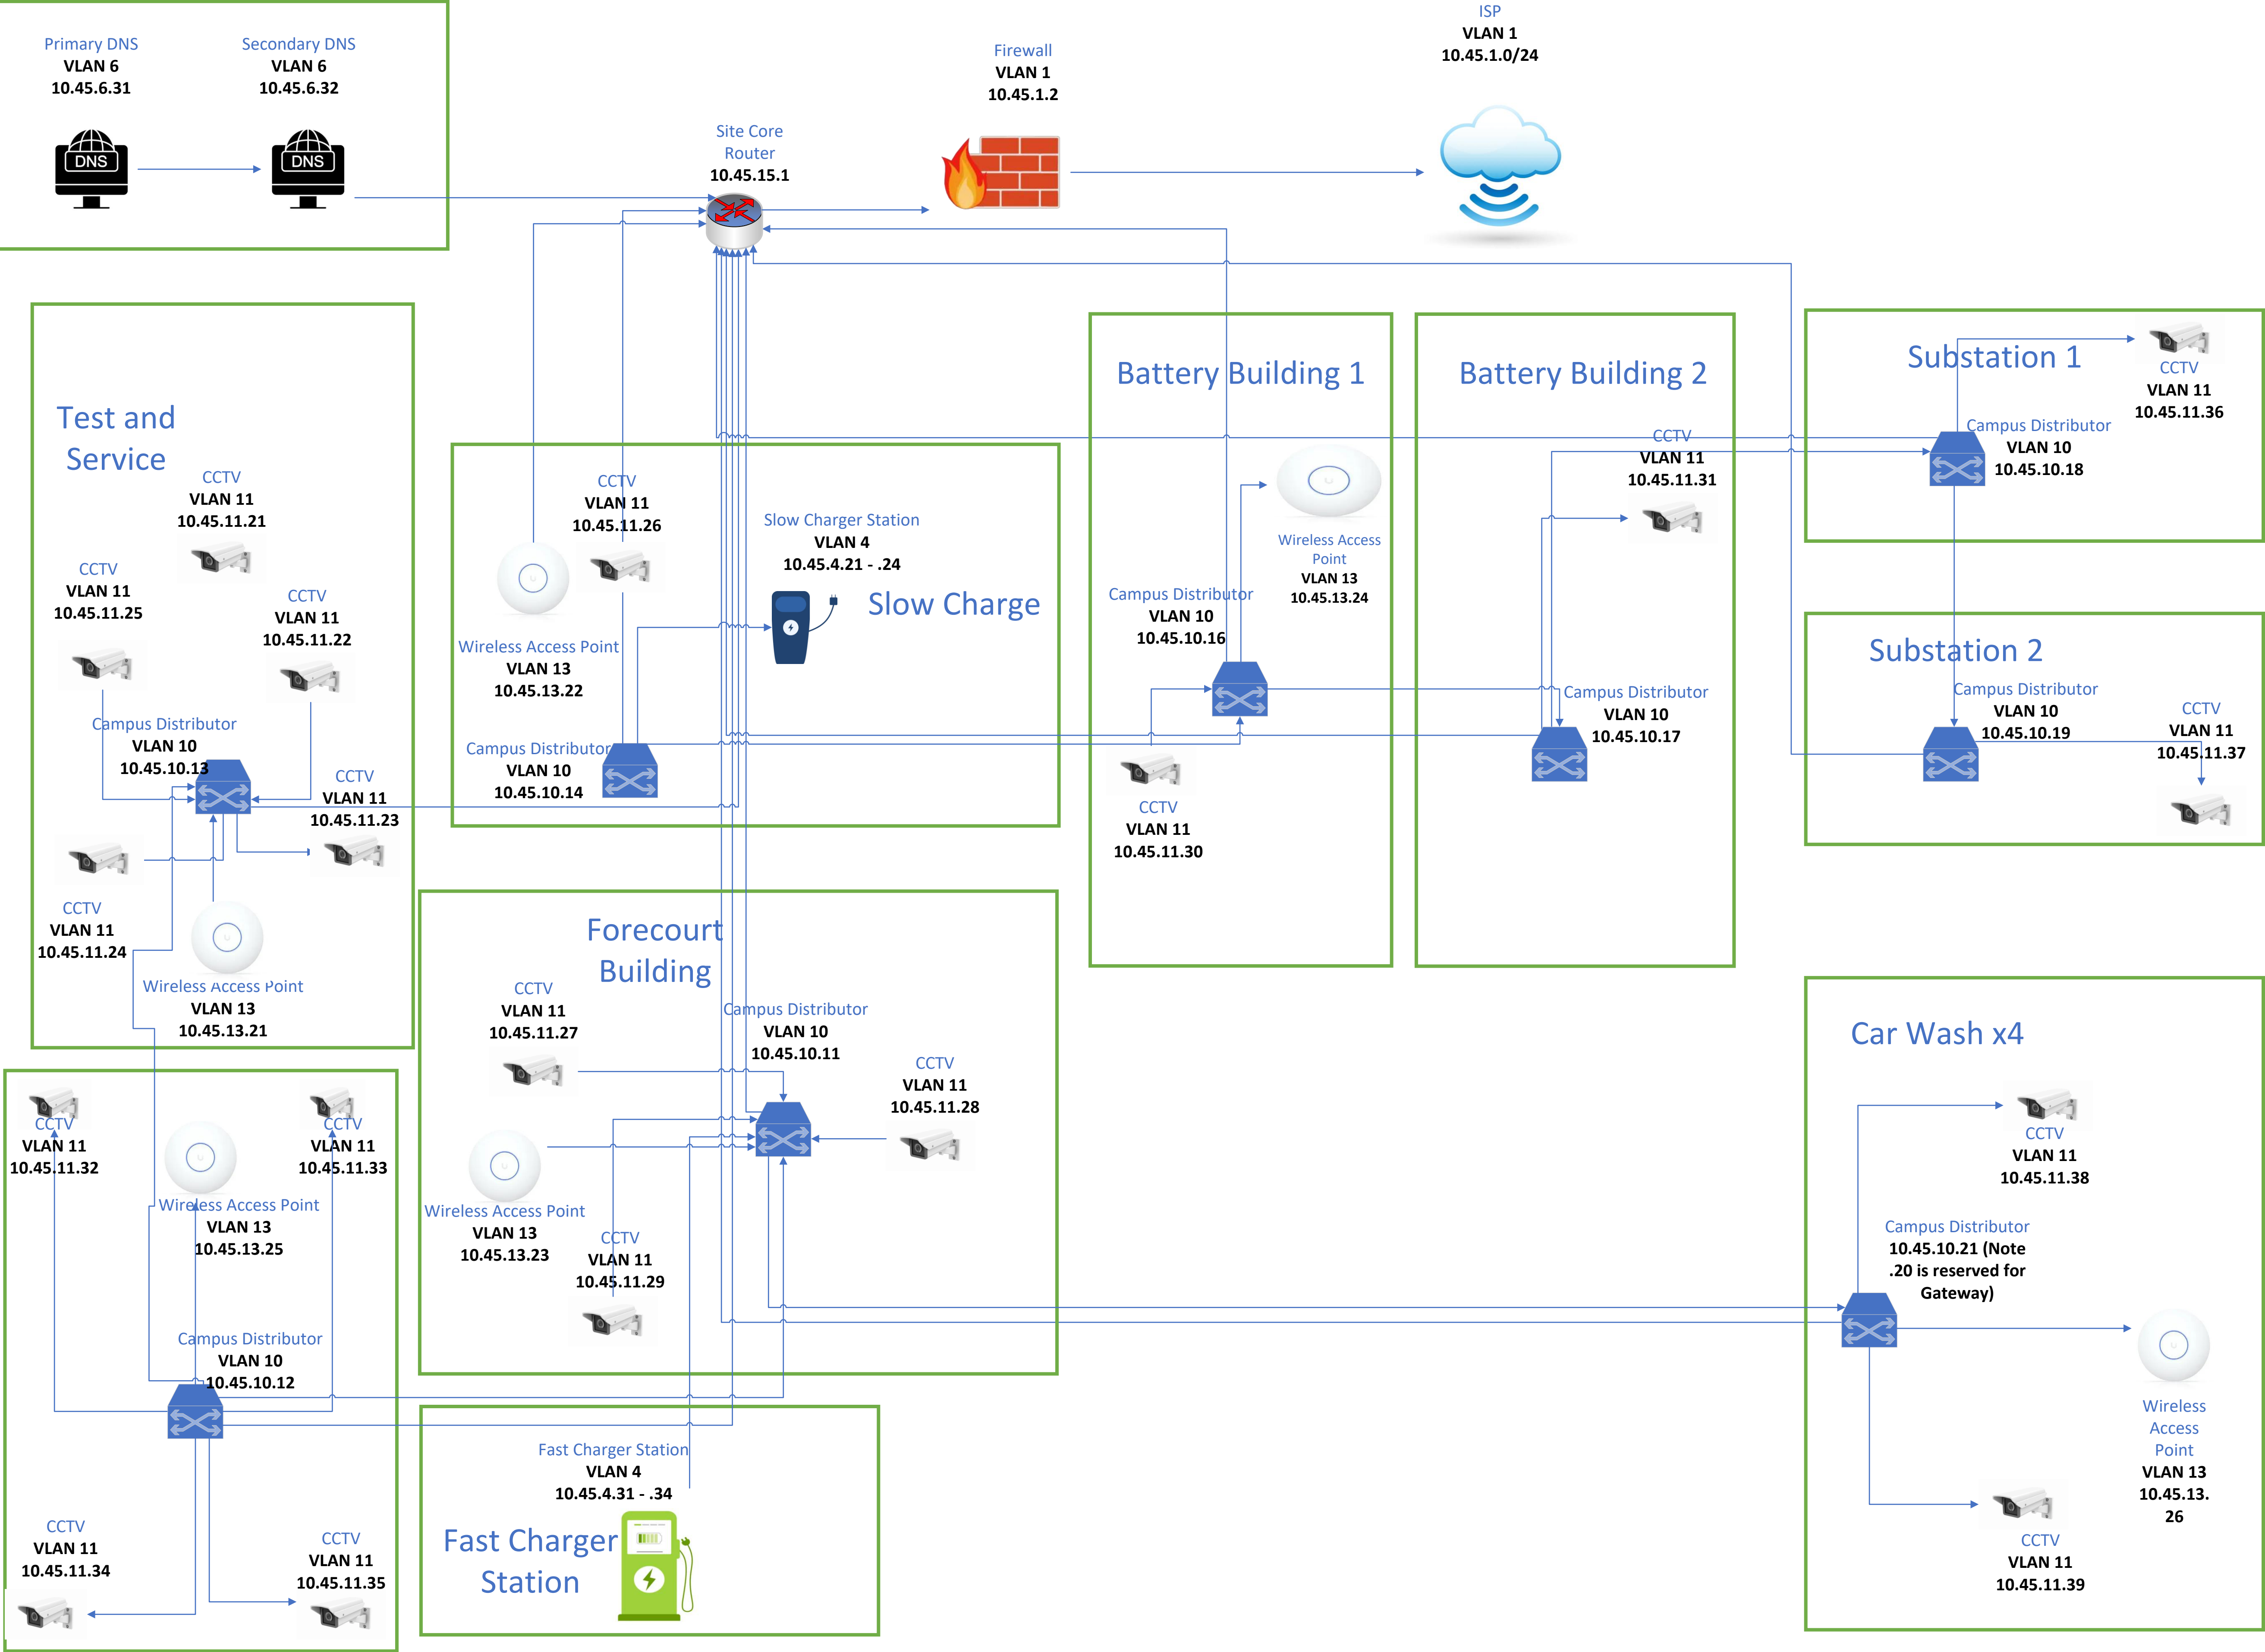 Primary DNS
VLAN 6
10.45.6.31
DNS
Secondary DNS
VLAN 6
10.45.6.32
DNS
Site Core
Router
10.45.15.1
Firewall
VLAN 1
10.45.1.2
ISP
VLAN 1
10.45.1.0/24
Test and
Service
CCTV
VLAN 11
10.45.11.21
CCTV
VLAN 11
10.45.11.25
CCTV
VLAN 11
10.45.11.22
Campus Distributor
VLAN 10
10.45.10.13
CCTV
VLAN 11
10.45.11.23
CCTV
VLAN 11
10.45.11.24
Wireless Access Point
VLAN 13
10.45.13.21
CCTV
VLAN 11
10.45.11.26
Slow Charger Station
VLAN 4
10.45.4.21 - .24
Slow Charge
Wireless Access Point
VLAN 13
10.45.13.22
Campus Distributor
VLAN 10
10.45.10.14
Battery Building 1
Wireless Access
Point
VLAN 13
10.45.13.24
Campus Distributor
VLAN 10
10.45.10.16
CCTV
VLAN 11
10.45.11.30
Battery Building 2
CCTV
VLAN 11
10.45.11.31
Campus Distributor
VLAN 10
10.45.10.17
Substation 1
CCTV
VLAN 11
10.45.11.36
Campus Distributor
VLAN 10
10.45.10.18
Substation 2
Campus Distributor
VLAN 10
10.45.10.19
CCTV
VLAN 11
10.45.11.37
Forecourt
Building
CCTV
VLAN 11
10.45.11.27
Campus Distributor
VLAN 10
10.45.10.11
CCTV
VLAN 11
10.45.11.28
Wireless Access Point
VLAN 13
10.45.13.23
CCTV
VLAN 11
10.45.11.29
Car Wash x4
CCTV
VLAN 11
10.45.11.38
Campus Distributor
10.45.10.21 (Note
.20 is reserved for
Gateway)
Wireless
Access
Point
VLAN 13
10.45.13.
26
CCTV
VLAN 11
10.45.11.39
CCTV
VLAN 11
10.45.11.32
CCTV
VLAN 11
10.45.11.33
Wireless Access Point
VLAN 13
10.45.13.25
Campus Distributor
VLAN 10
10.45.10.12
CCTV
VLAN 11
10.45.11.34
CCTV
VLAN 11
10.45.11.35
Fast Charger Station
VLAN 4
10.45.4.31 - .34
Fast Charger
Station